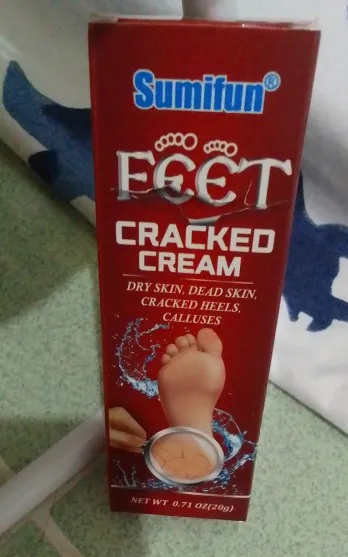 Sumifun®
FEET
CRACKED
CREAM
DRY SKIN, DEAD SKIN,
CRACKED HEELS,
CALLUSES
NET WT 0.71 OZ(20g)